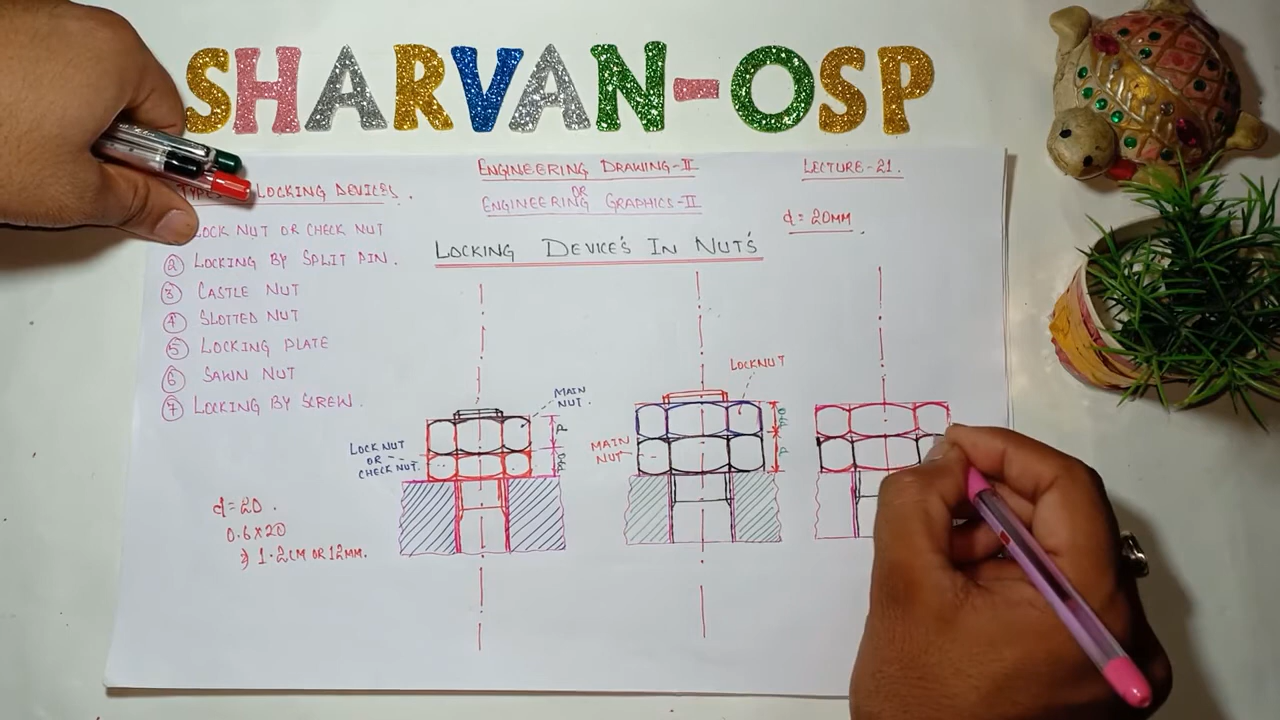 SHARVAN-OSP
ENGINEERING DRAWING-II
OR
ENGINEERING GRAPHICS-II
LECTURE-21.
d = 20MM.
LOCKING DEVICE'S IN NUT'S
LOCKING DEVICES.
LOCK NUT OR CHECK NUT
② LOCKING BY SPLIT PIN.
③ CASTLE NUT
④ SLOTTED NUT
⑤ LOCKING PLATE
⑥ SAWN NUT
⑦ LOCKING BY SCREW.
MAIN
NUT.
LOCK NUT
OR
CHECK NUT.
LOCKNUT
MAIN
NUT
d=20.
0.6x20
⇒ 1.2CM OR 12MM.